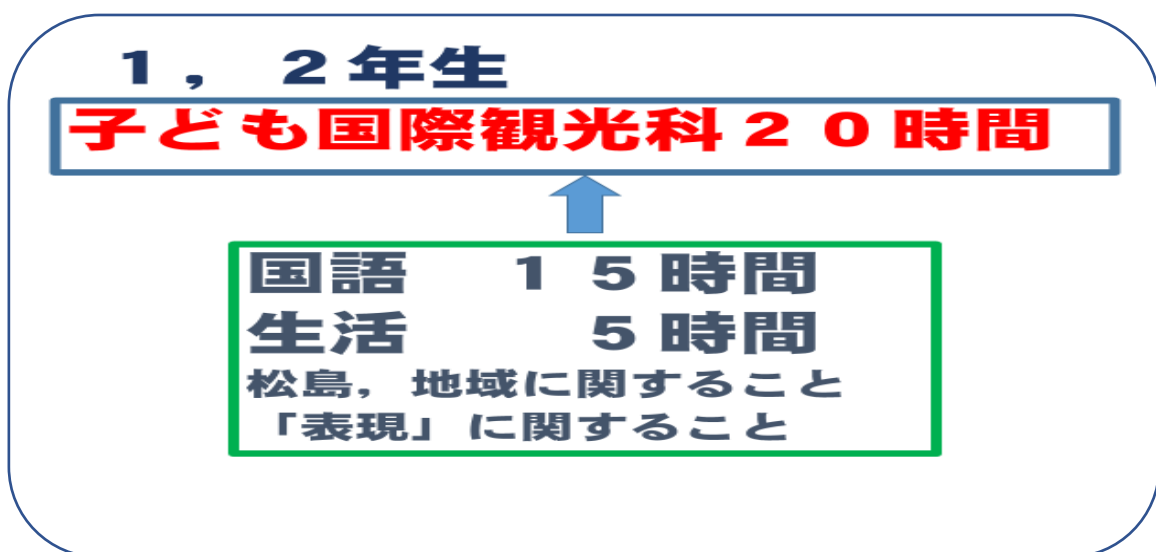 １，２年生
子ども国際観光科２０時間
国語　１５時間
生活　　５時間
松島，地域に関すること
「表現」に関すること